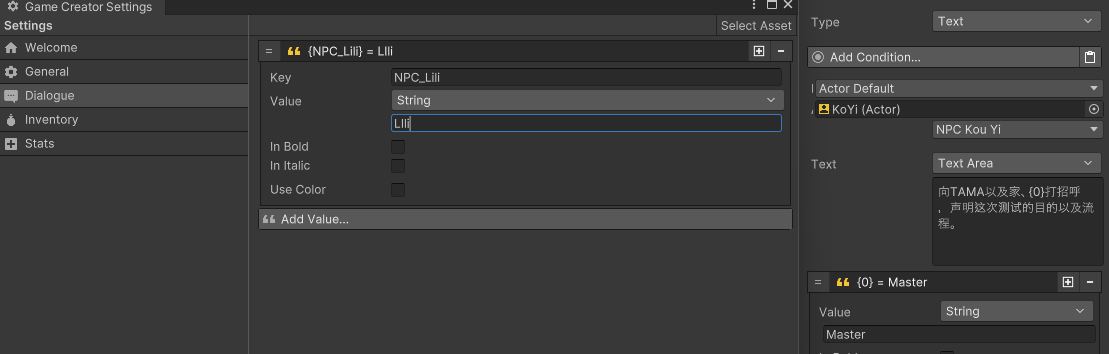 Game Creator Settings
Settings
Select Asset
Welcome
General
Dialogue
Inventory
Stats
{NPC_Lili} = LIli
Key
NPC_Lili
Value
String
LIli
In Bold
In Italic
Use Color
Add Value...
Type
Text
Add Condition...
Actor Default
KoYi (Actor)
NPC Kou Yi
Text
Text Area
向TAMA以及家、{0}打招呼
，声明这次测试的目的以及流
程。
{0} = Master
Value
String
Master